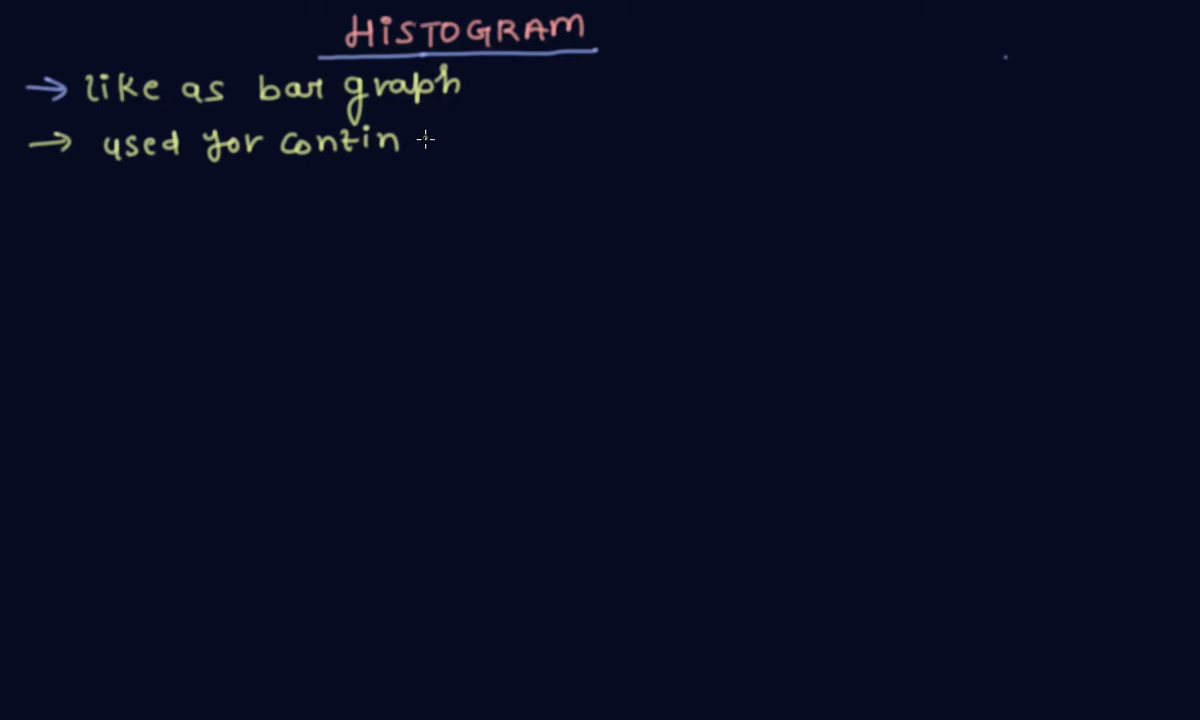 HISTOGRAM
→ like as bar graph
→ used for contin